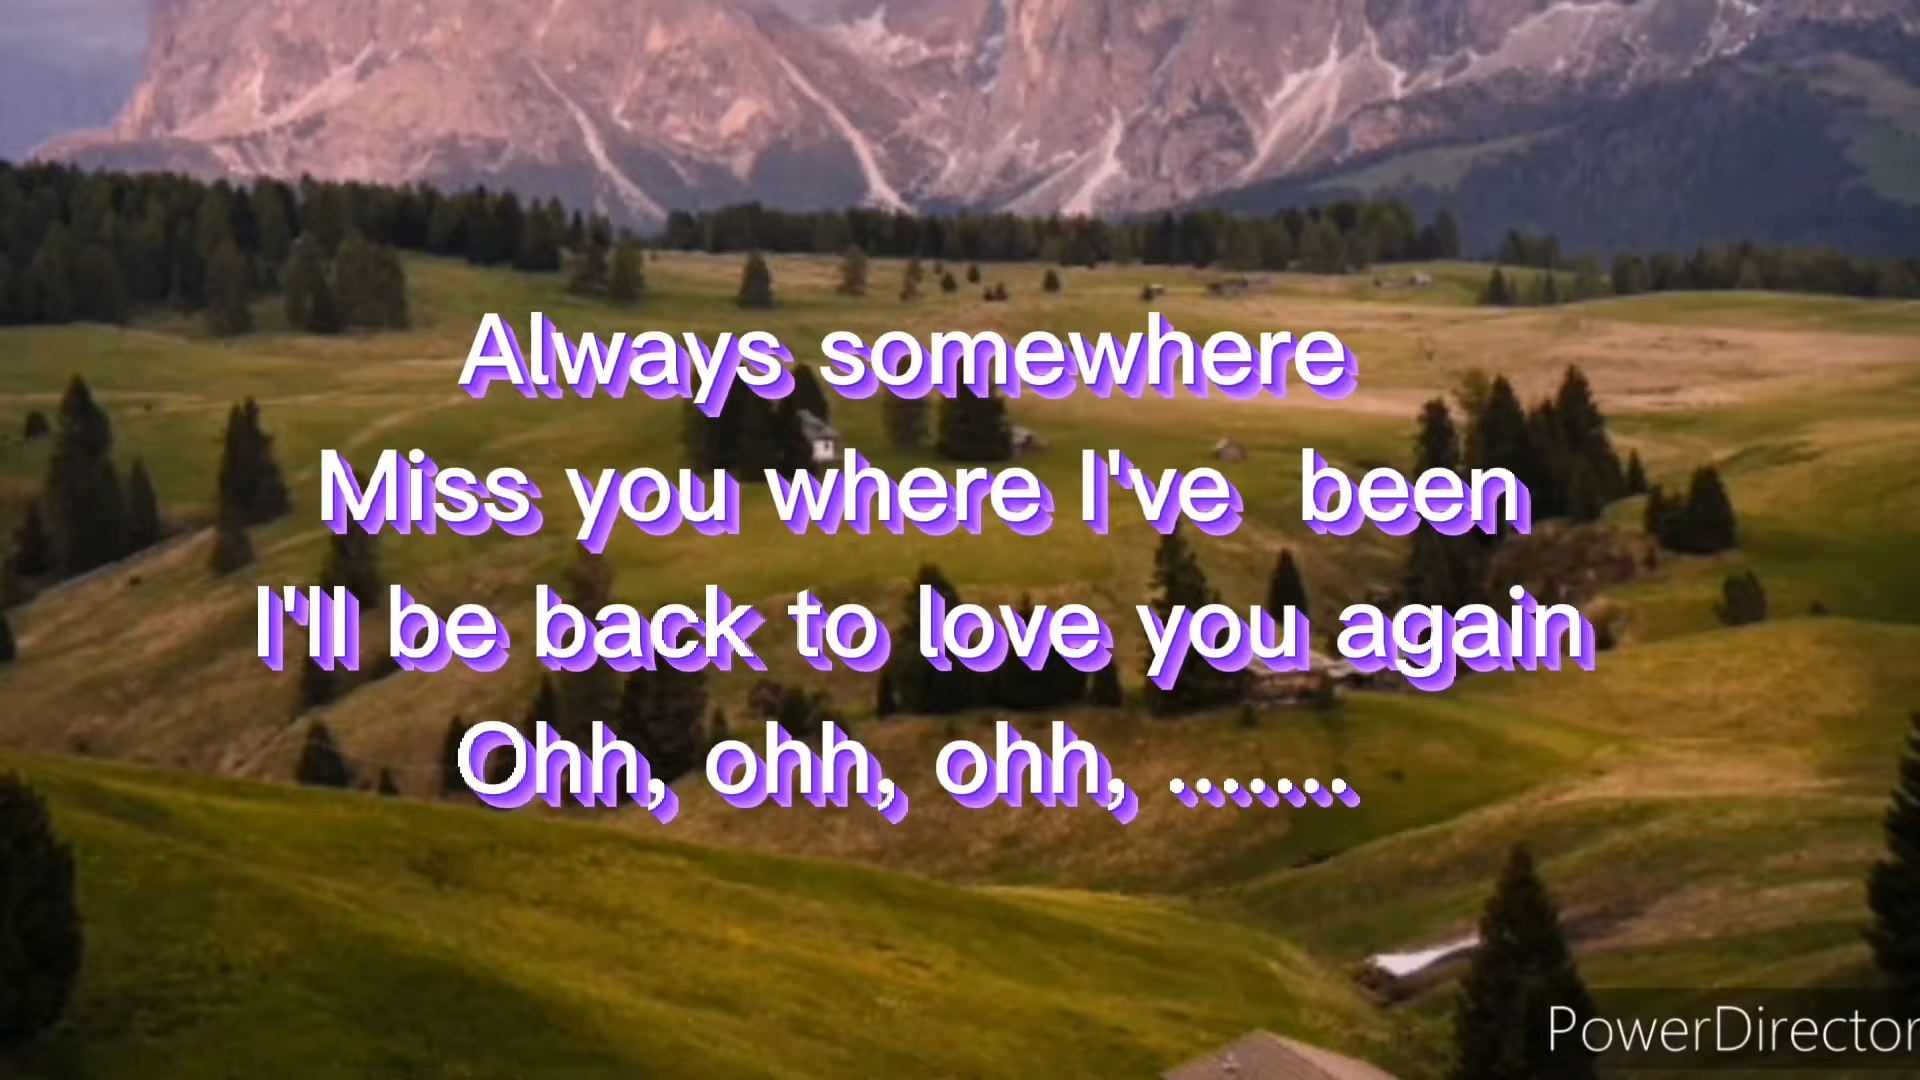 Always somewhere
Miss you where I've  been
I'll be back to love you again
Ohh, ohh, ohh, .......
PowerDirector